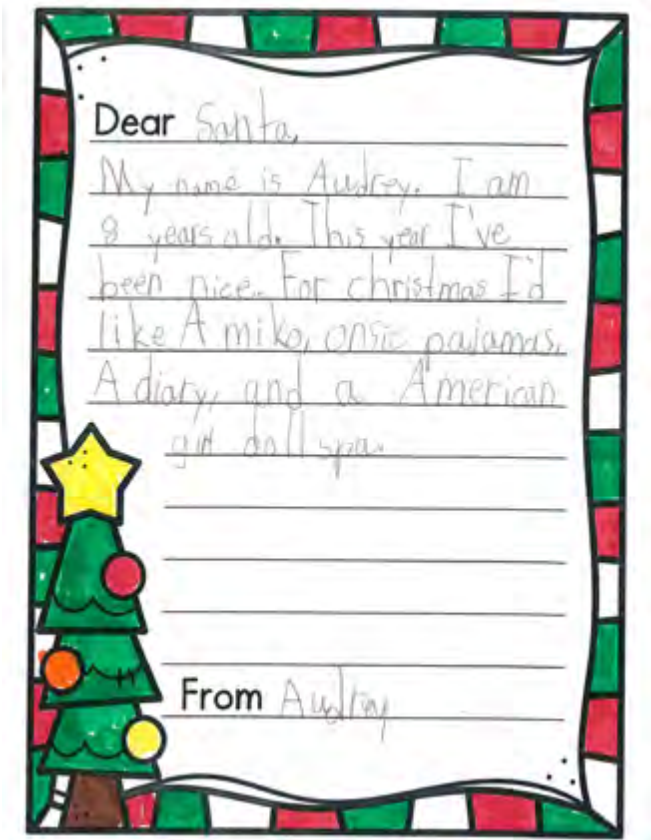 Dear Santa,
My name is Audrey. I am
8 years old. This year I've
been nice. For christmas I'd
like A miko, onsie pajamas,
A diary, and a American
girl doll spa.
From Audrey